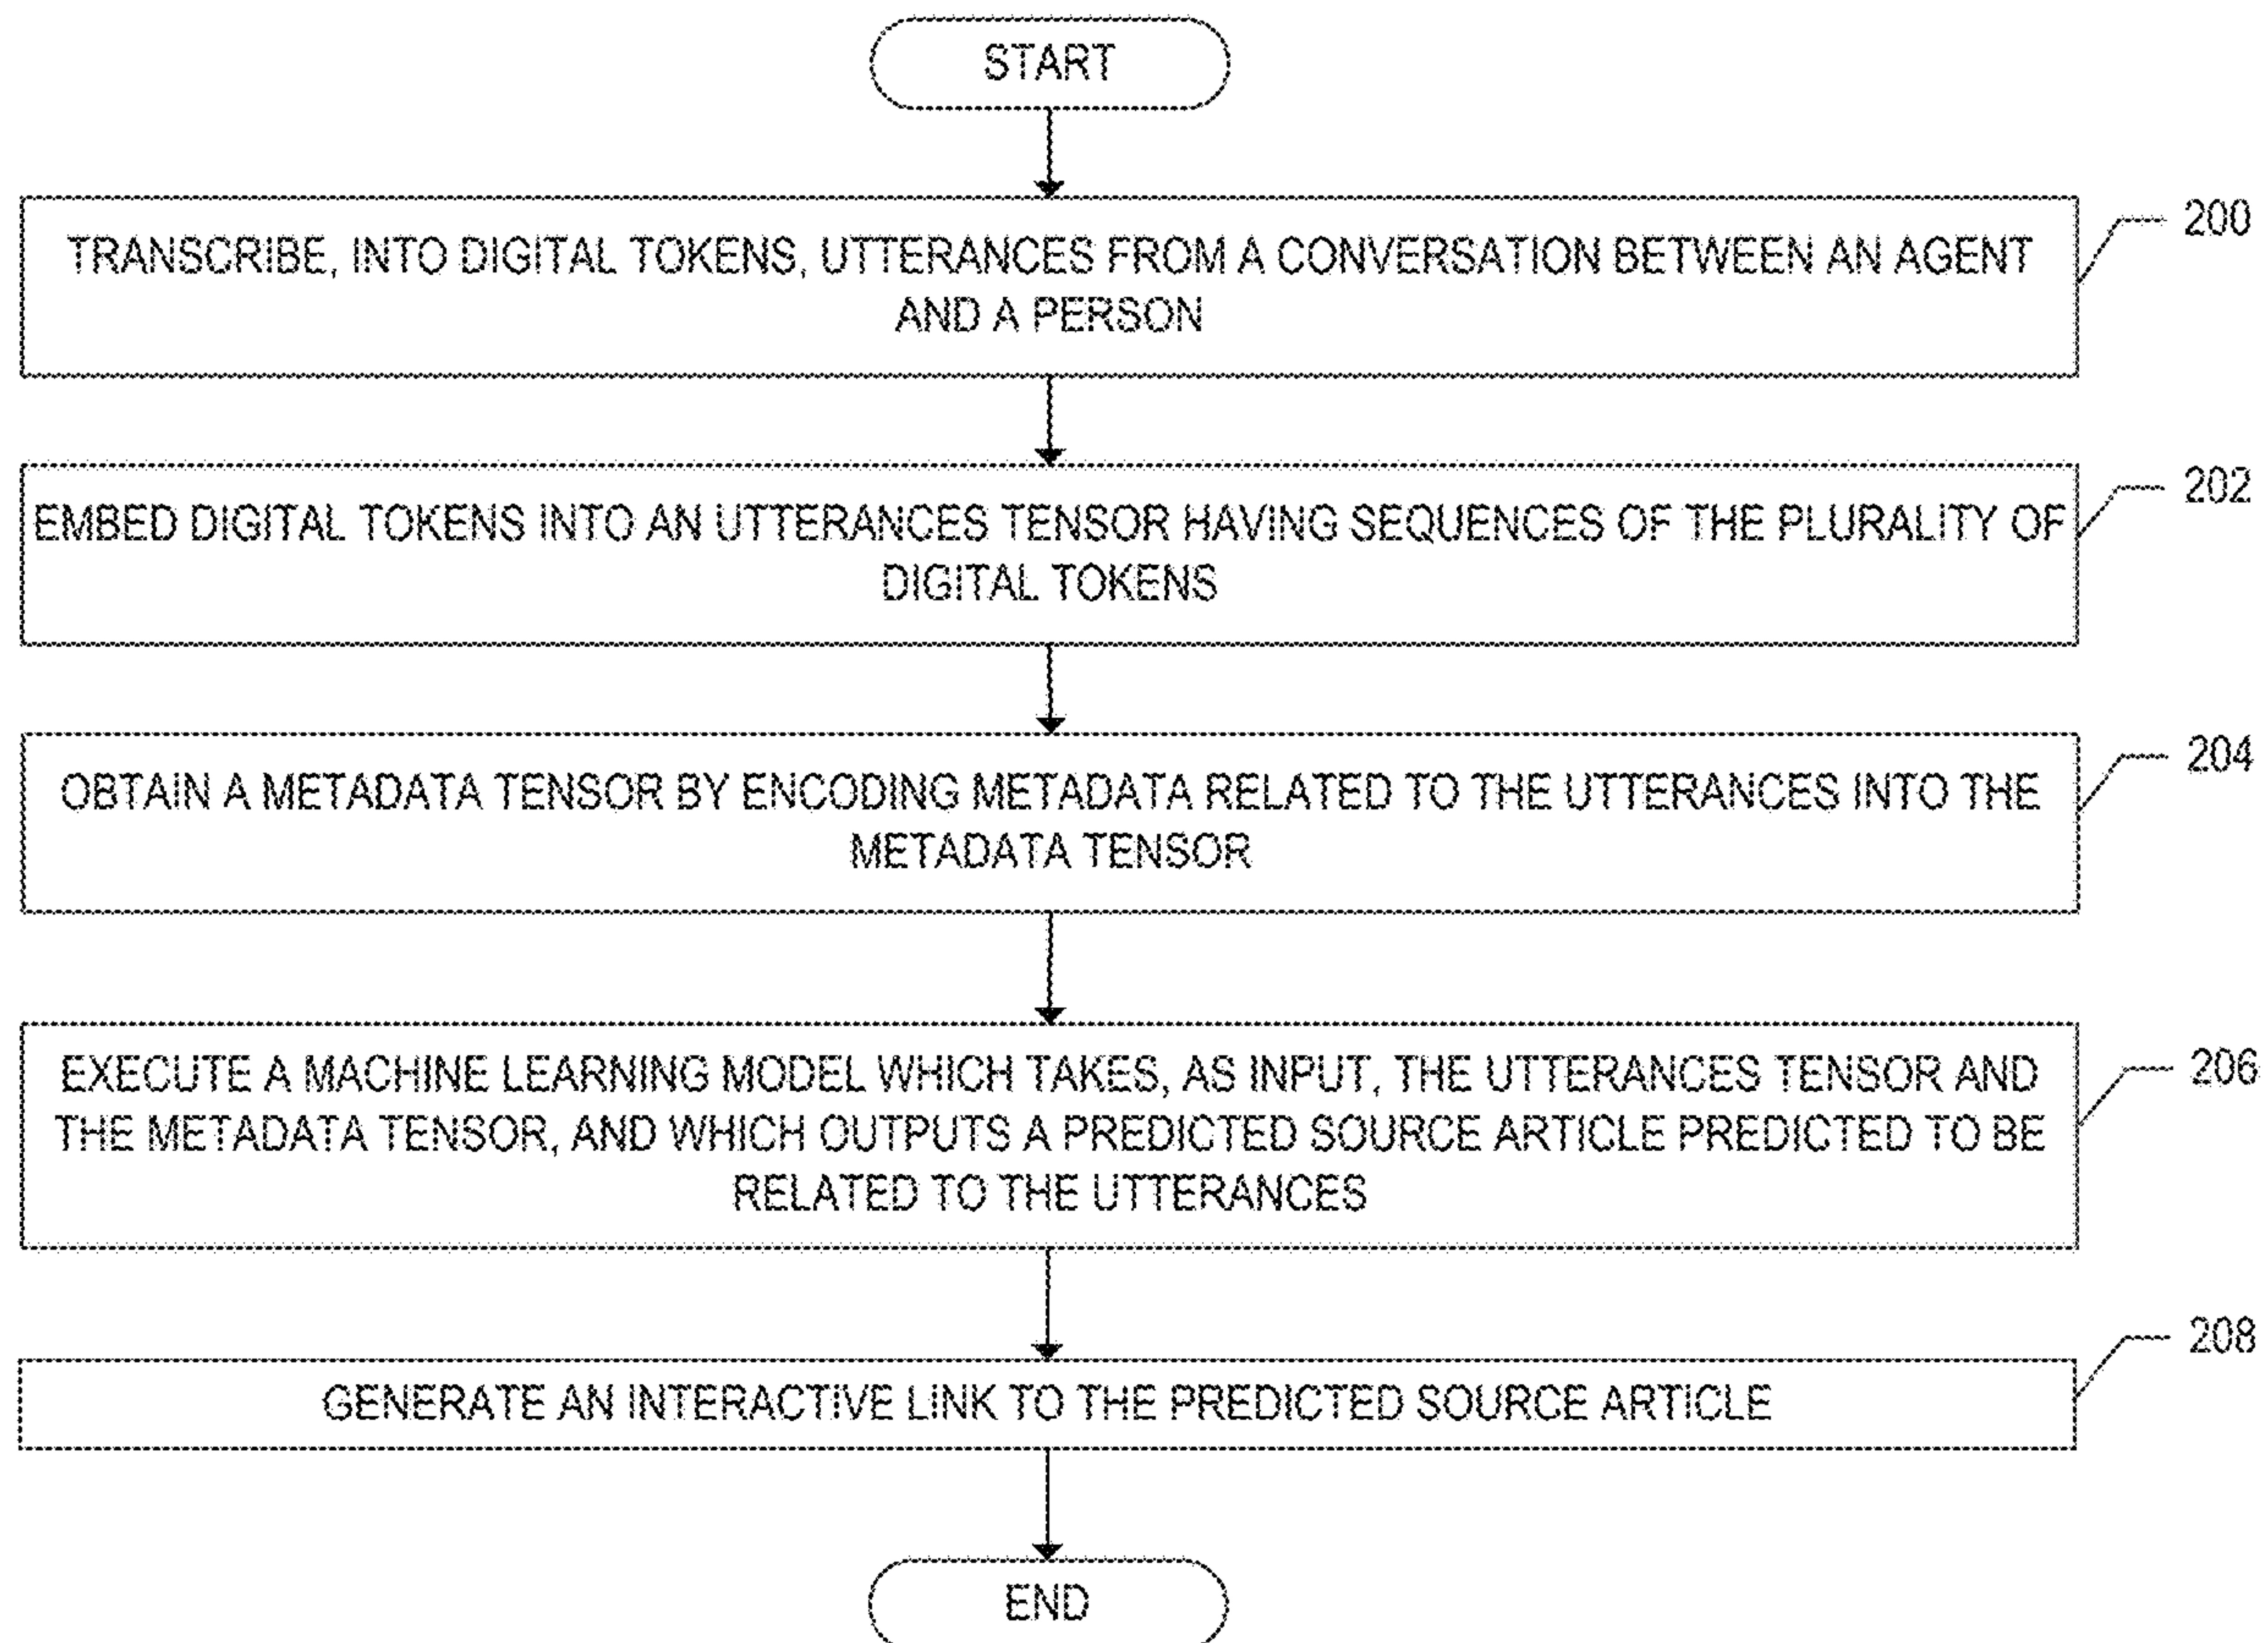 START
TRANSCRIBE, INTO DIGITAL TOKENS, UTTERANCES FROM A CONVERSATION BETWEEN AN AGENT
AND A PERSON
200
EMBED DIGITAL TOKENS INTO AN UTTERANCES TENSOR HAVING SEQUENCES OF THE PLURALITY OF
DIGITAL TOKENS
202
OBTAIN A METADATA TENSOR BY ENCODING METADATA RELATED TO THE UTTERANCES INTO THE
METADATA TENSOR
204
EXECUTE A MACHINE LEARNING MODEL WHICH TAKES, AS INPUT, THE UTTERANCES TENSOR AND
THE METADATA TENSOR, AND WHICH OUTPUTS A PREDICTED SOURCE ARTICLE PREDICTED TO BE
RELATED TO THE UTTERANCES
206
GENERATE AN INTERACTIVE LINK TO THE PREDICTED SOURCE ARTICLE
208
END